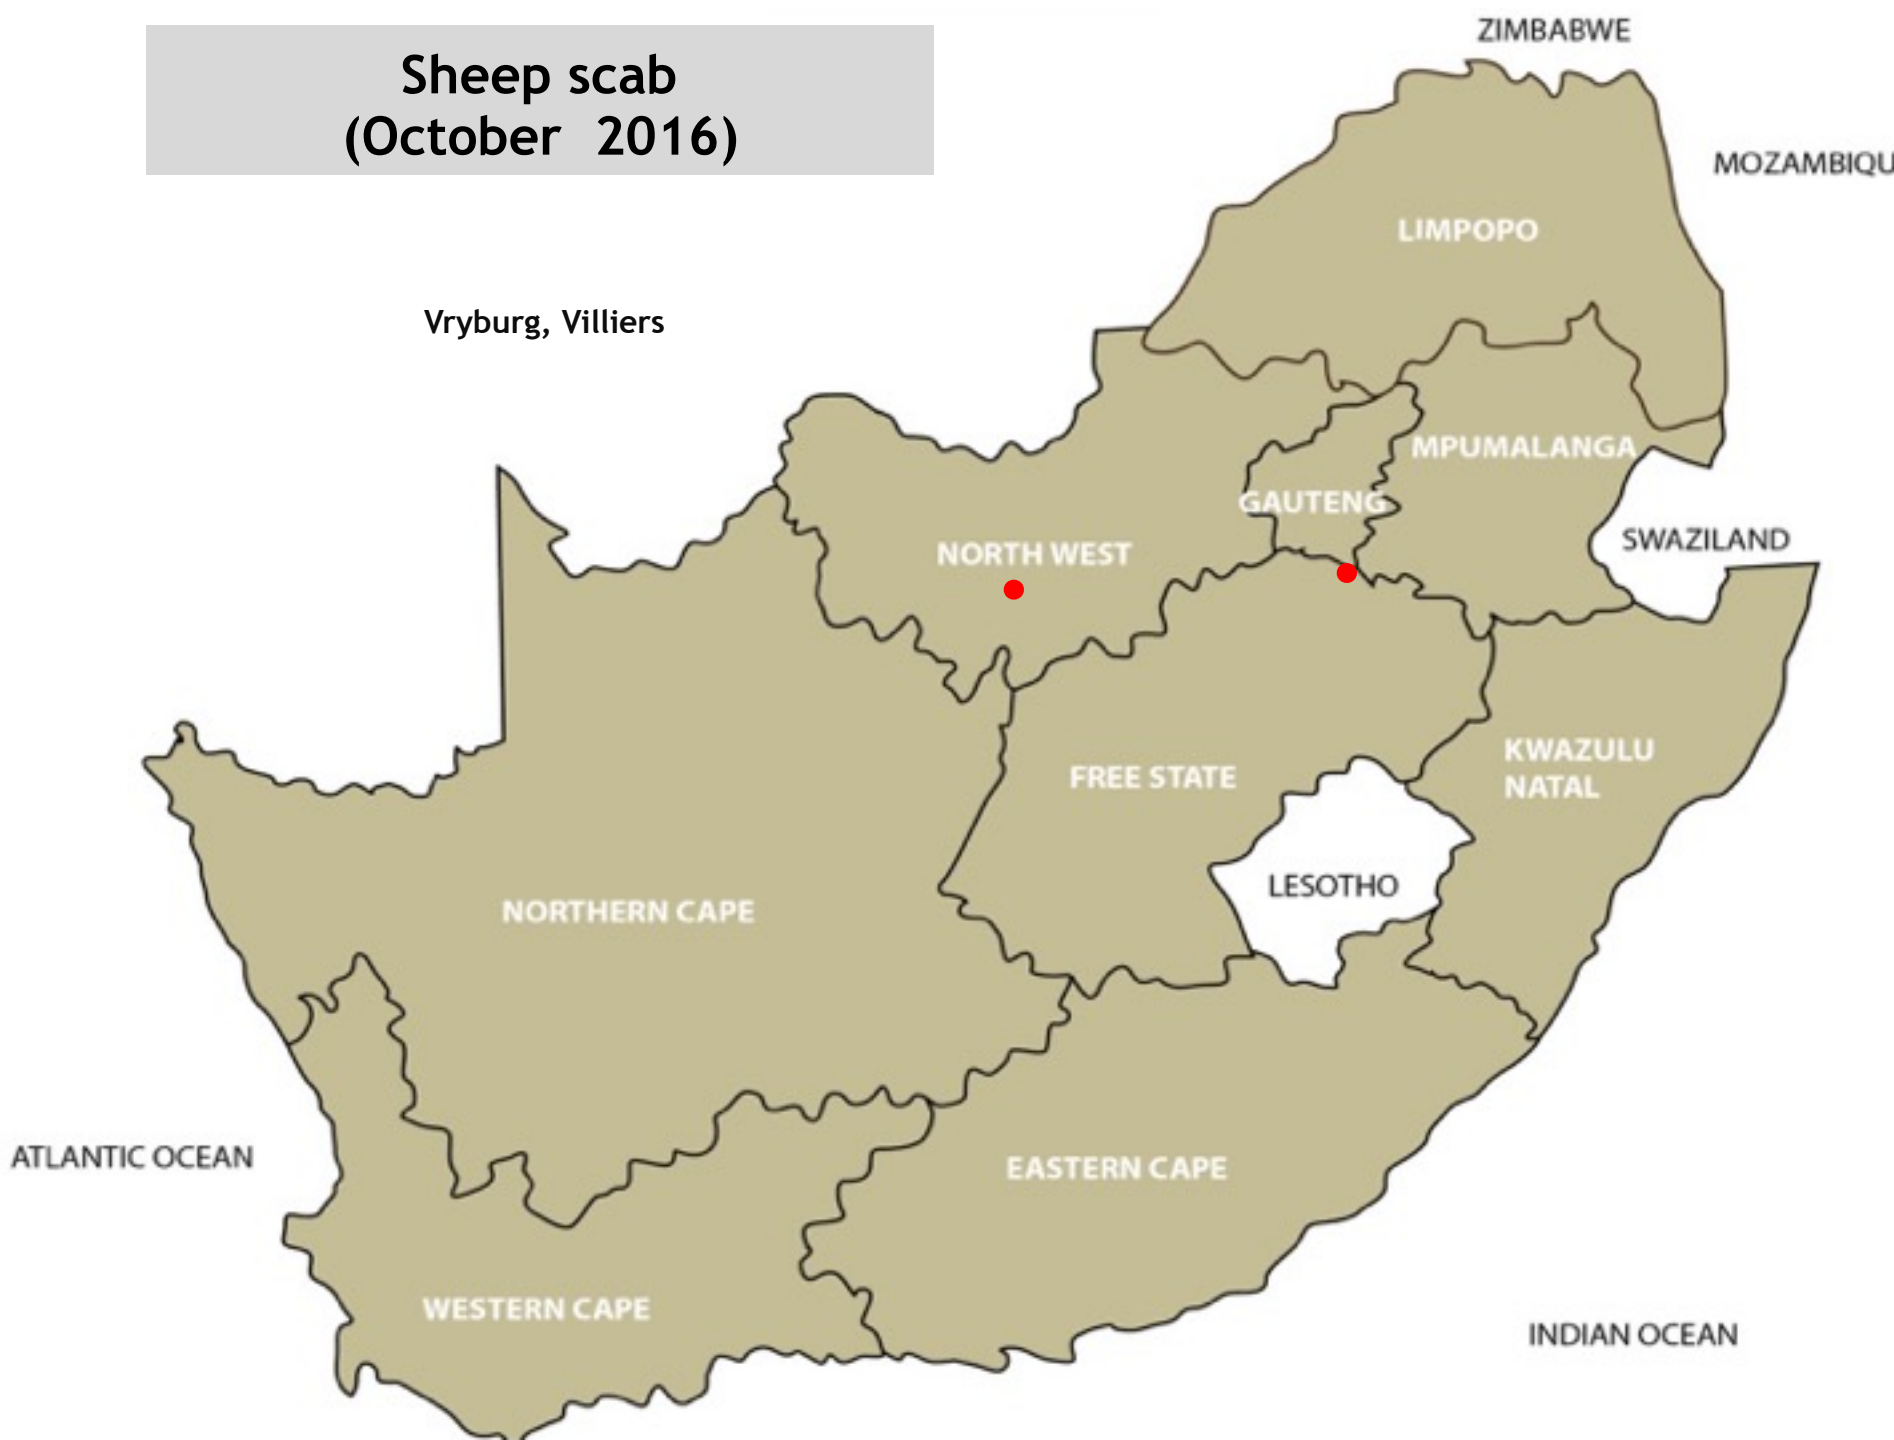 Sheep scab
(October 2016)
ZIMBABWE
MOZAMBIQU
LIMPOPO
Vryburg, Villiers
MPUMALANGA
GAUTENG
SWAZILAND
NORTH WEST
KWAZULU
NATAL
FREE STATE
LESOTHO
NORTHERN CAPE
ATLANTIC OCEAN
EASTERN CAPE
WESTERN CAPE
INDIAN OCEAN